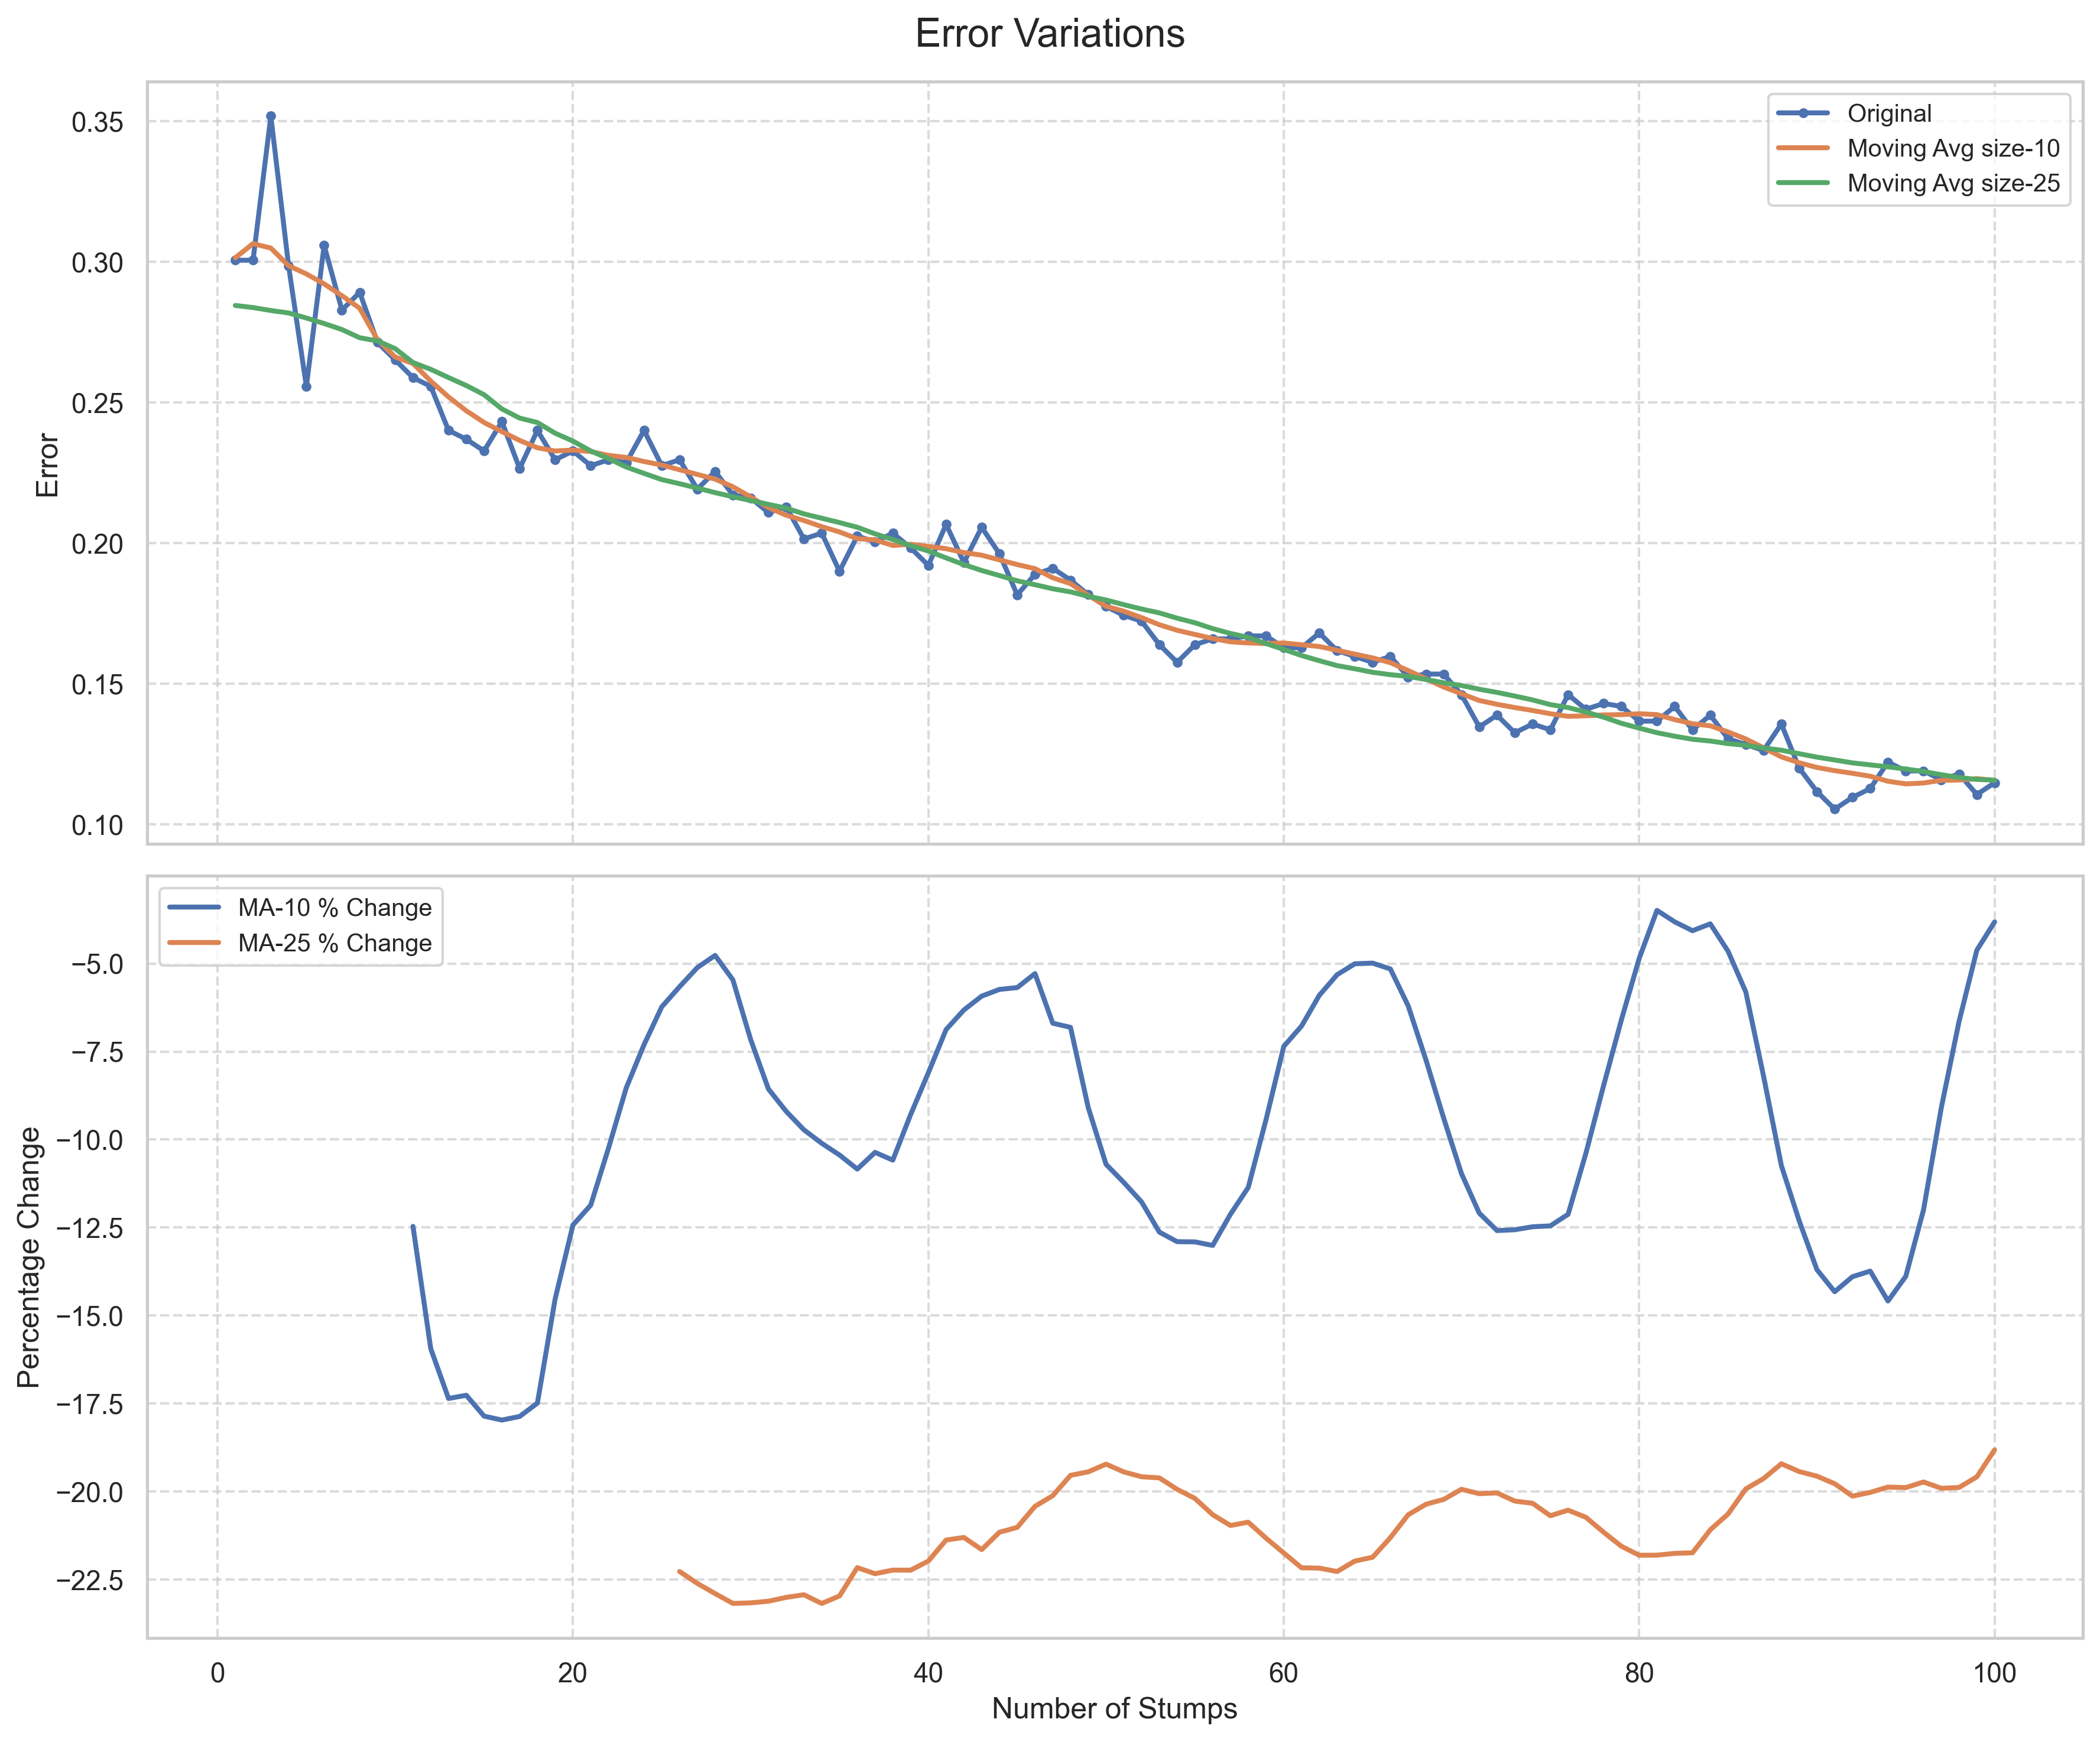 Error Variations
0.35
0.30
0.25
0.20
0.15
0.10
Error
Original
Moving Avg size-10
Moving Avg size-25
MA-10 % Change
MA-25 % Change
−5.0
−7.5
−10.0
−12.5
−15.0
−17.5
−20.0
−22.5
Percentage Change
0 20 40 60 80 100
Number of Stumps